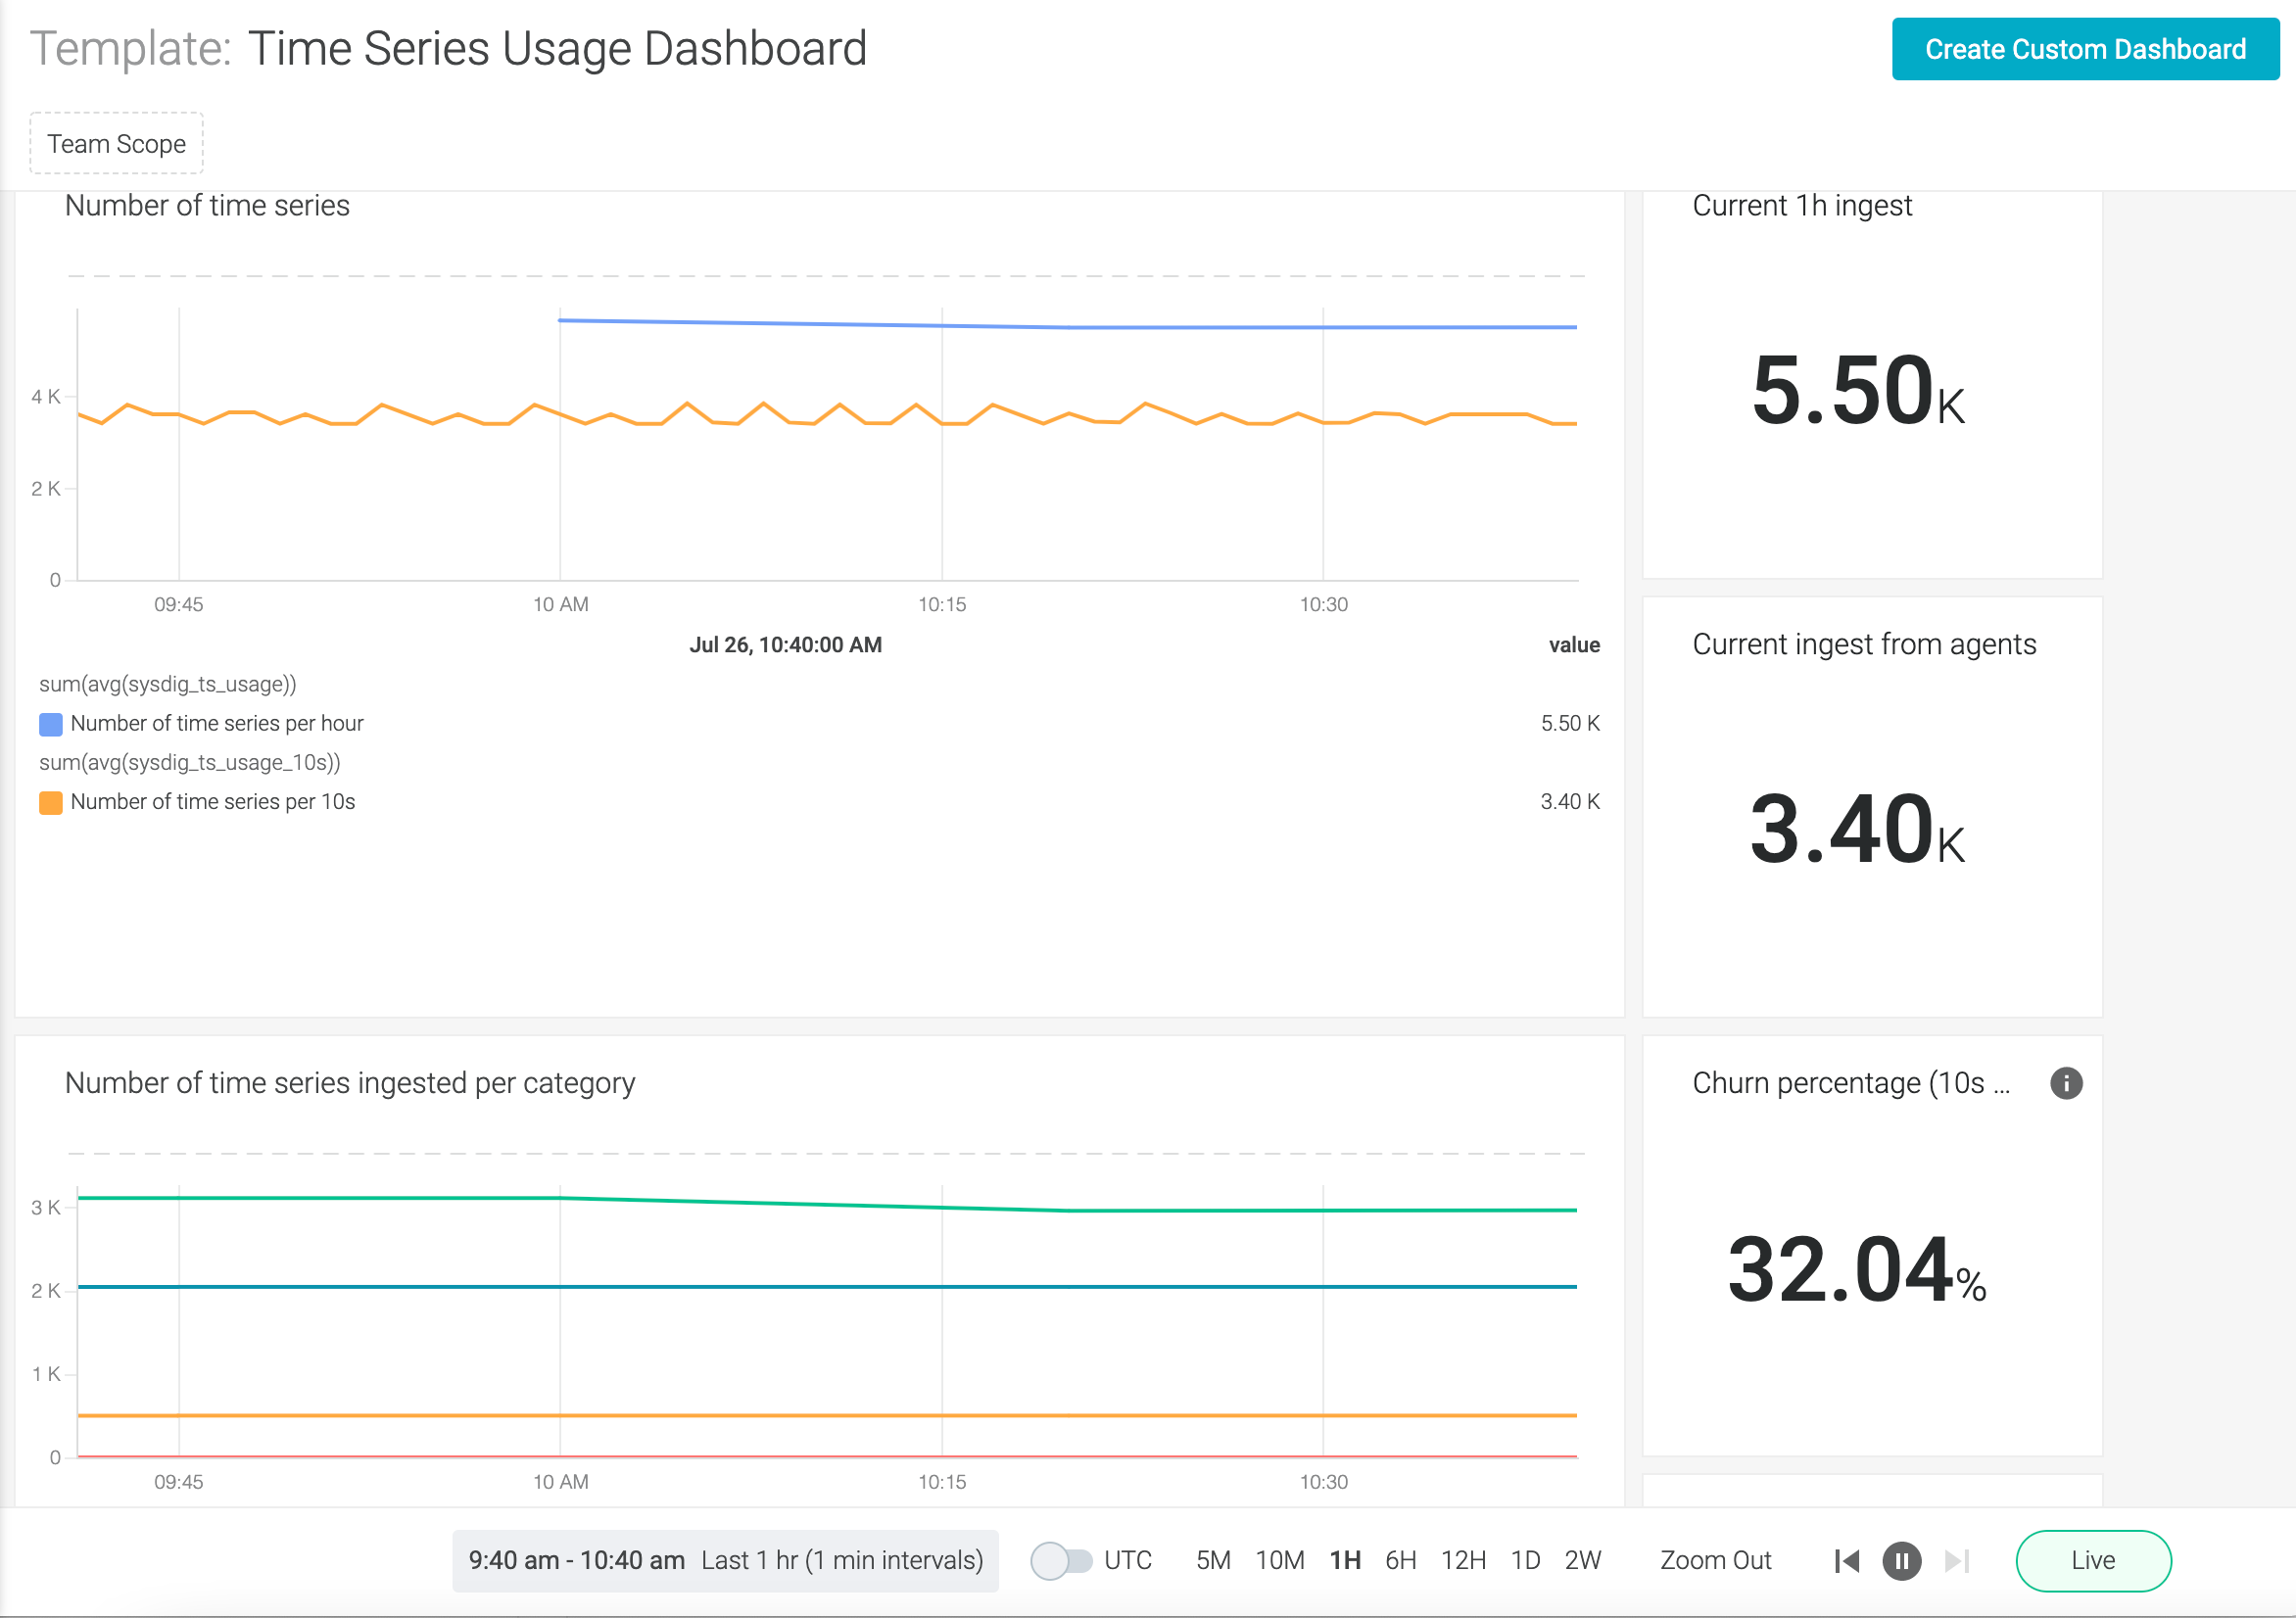 Template: Time Series Usage Dashboard
Create Custom Dashboard
Team Scope
Number of time series
4 K
2 K
0
09:45 10 AM 10:15 10:30
Jul 26, 10:40:00 AM value
sum(avg(sysdig_ts_usage))
Number of time series per hour 5.50 K
sum(avg(sysdig_ts_usage_10s))
Number of time series per 10s 3.40 K
Current 1h ingest
5.50K
Current ingest from agents
3.40K
Number of time series ingested per category
3 K
2 K
1 K
0
09:45 10 AM 10:15 10:30
Churn percentage (10s ...
32.04%
9:40 am - 10:40 am Last 1 hr (1 min intervals) UTC 5M 10M 1H 6H 12H 1D 2W Zoom Out Live